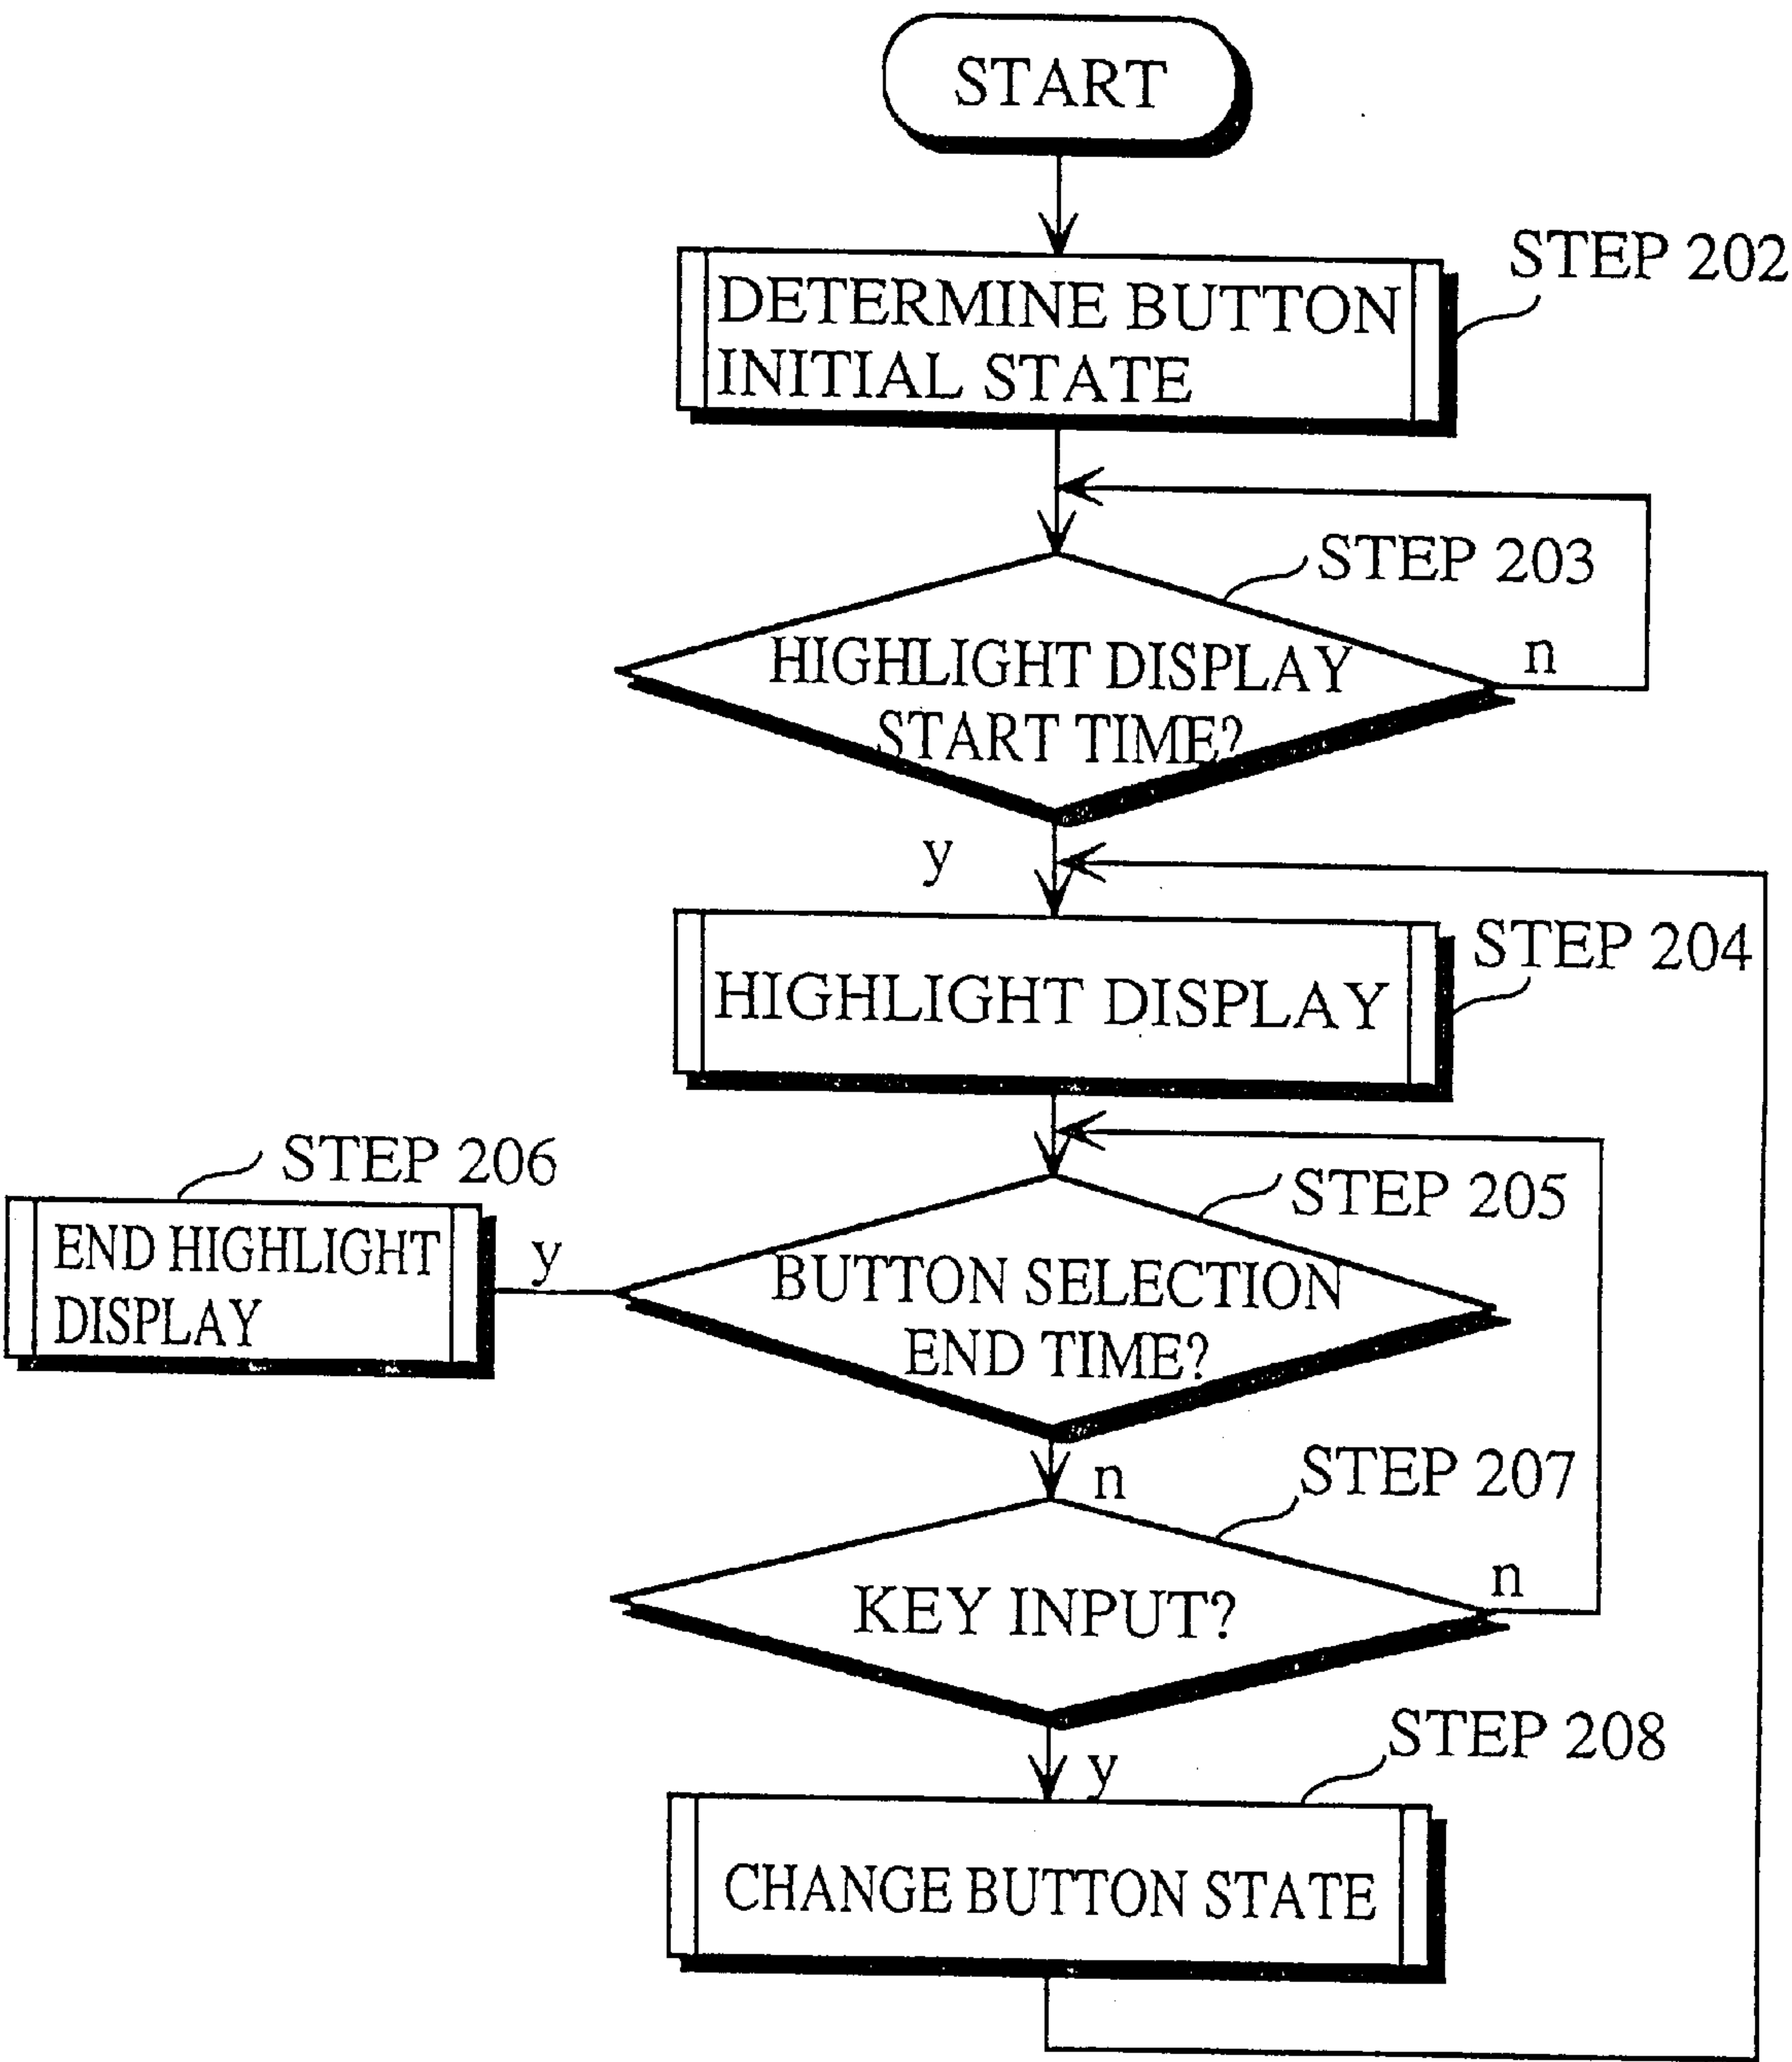 START
STEP 202
DETERMINE BUTTON
INITIAL STATE
STEP 203
HIGHLIGHT DISPLAY
START TIME?
n
y
STEP 204
HIGHLIGHT DISPLAY
STEP 206
END HIGHLIGHT
DISPLAY
y
STEP 205
BUTTON SELECTION
END TIME?
n
STEP 207
KEY INPUT?
n
y
STEP 208
CHANGE BUTTON STATE